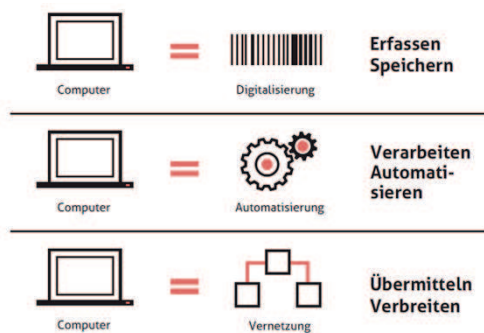 Computer
Digitalisierung
Erfassen
Speichern
Computer
Automatisierung
Verarbeiten
Automati-
sieren
Computer
Vernetzung
Übermitteln
Verbreiten